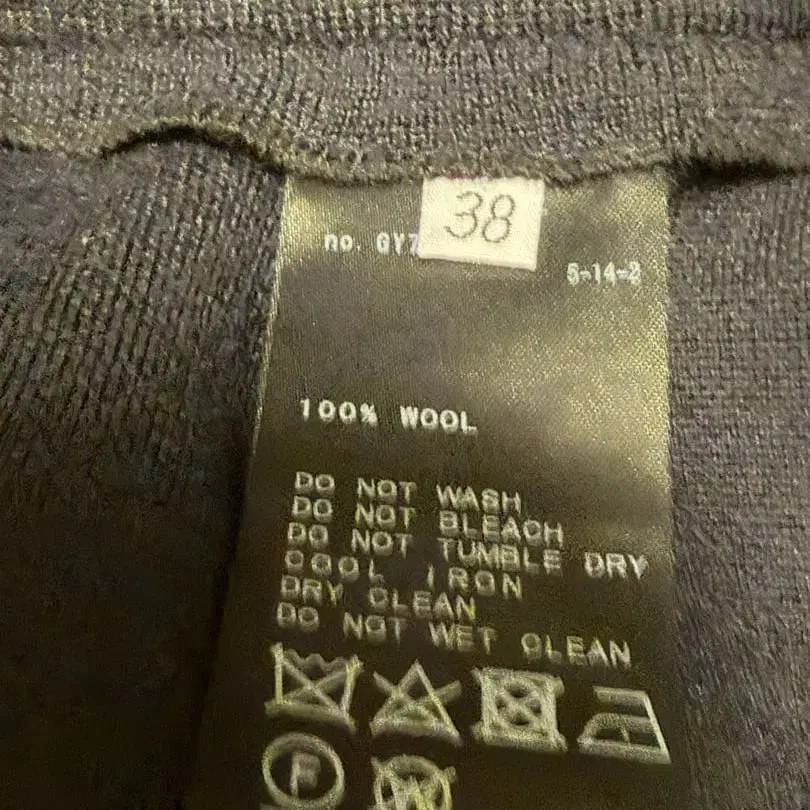 38
no. GY7
5-14-2
100% WOOL
DO NOT WASH
DO NOT BLEACH
DO NOT TUMBLE DRY
COOL IRON
DRY CLEAN
DO NOT WET CLEAN
F
W